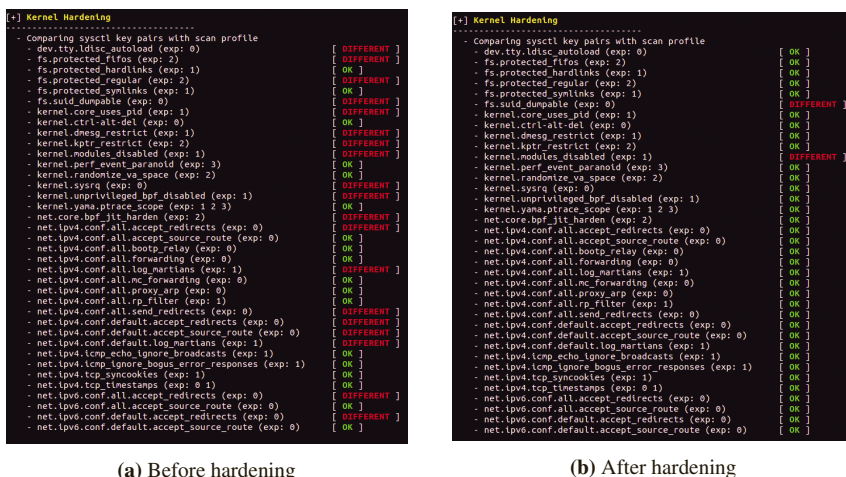 [+] Kernel Hardening
------------------------------------
- Comparing sysctl key pairs with scan profile
- dev.tty.ldisc_autoload (exp: 0) [ DIFFERENT ]
- fs.protected_fifos (exp: 2) [ DIFFERENT ]
- fs.protected_hardlinks (exp: 1) [ OK ]
- fs.protected_regular (exp: 2) [ DIFFERENT ]
- fs.protected_symlinks (exp: 1) [ OK ]
- fs.suid_dumpable (exp: 0) [ DIFFERENT ]
- kernel.core_uses_pid (exp: 1) [ DIFFERENT ]
- kernel.ctrl-alt-del (exp: 0) [ OK ]
- kernel.dmesg_restrict (exp: 1) [ DIFFERENT ]
- kernel.kptr_restrict (exp: 2) [ DIFFERENT ]
- kernel.modules_disabled (exp: 1) [ DIFFERENT ]
- kernel.perf_event_paranoid (exp: 3) [ OK ]
- kernel.randomize_va_space (exp: 2) [ OK ]
- kernel.sysrq (exp: 0) [ DIFFERENT ]
- kernel.unprivileged_bpf_disabled (exp: 1) [ DIFFERENT ]
- kernel.yama.ptrace_scope (exp: 1 2 3) [ OK ]
- net.core.bpf_jit_harden (exp: 2) [ DIFFERENT ]
- net.ipv4.conf.all.accept_redirects (exp: 0) [ DIFFERENT ]
- net.ipv4.conf.all.accept_source_route (exp: 0) [ OK ]
- net.ipv4.conf.all.bootp_relay (exp: 0) [ OK ]
- net.ipv4.conf.all.forwarding (exp: 0) [ OK ]
- net.ipv4.conf.all.log_martians (exp: 1) [ DIFFERENT ]
- net.ipv4.conf.all.mc_forwarding (exp: 0) [ OK ]
- net.ipv4.conf.all.proxy_arp (exp: 0) [ OK ]
- net.ipv4.conf.all.rp_filter (exp: 1) [ OK ]
- net.ipv4.conf.all.send_redirects (exp: 0) [ DIFFERENT ]
- net.ipv4.conf.default.accept_redirects (exp: 0) [ DIFFERENT ]
- net.ipv4.conf.default.accept_source_route (exp: 0) [ DIFFERENT ]
- net.ipv4.conf.default.log_martians (exp: 1) [ DIFFERENT ]
- net.ipv4.icmp_echo_ignore_broadcasts (exp: 1) [ OK ]
- net.ipv4.icmp_ignore_bogus_error_responses (exp: 1) [ OK ]
- net.ipv4.tcp_syncookies (exp: 1) [ OK ]
- net.ipv4.tcp_timestamps (exp: 0 1) [ OK ]
- net.ipv6.conf.all.accept_redirects (exp: 0) [ DIFFERENT ]
- net.ipv6.conf.all.accept_source_route (exp: 0) [ OK ]
- net.ipv6.conf.default.accept_redirects (exp: 0) [ DIFFERENT ]
- net.ipv6.conf.default.accept_source_route (exp: 0) [ OK ]
(a) Before hardening
[+] Kernel Hardening
------------------------------------
- Comparing sysctl key pairs with scan profile
- dev.tty.ldisc_autoload (exp: 0) [ OK ]
- fs.protected_fifos (exp: 2) [ OK ]
- fs.protected_hardlinks (exp: 1) [ OK ]
- fs.protected_regular (exp: 2) [ OK ]
- fs.protected_symlinks (exp: 1) [ OK ]
- fs.suid_dumpable (exp: 0) [ DIFFERENT ]
- kernel.core_uses_pid (exp: 1) [ OK ]
- kernel.ctrl-alt-del (exp: 0) [ OK ]
- kernel.dmesg_restrict (exp: 1) [ OK ]
- kernel.kptr_restrict (exp: 2) [ OK ]
- kernel.modules_disabled (exp: 1) [ DIFFERENT ]
- kernel.perf_event_paranoid (exp: 3) [ OK ]
- kernel.randomize_va_space (exp: 2) [ OK ]
- kernel.sysrq (exp: 0) [ OK ]
- kernel.unprivileged_bpf_disabled (exp: 1) [ OK ]
- kernel.yama.ptrace_scope (exp: 1 2 3) [ OK ]
- net.core.bpf_jit_harden (exp: 2) [ OK ]
- net.ipv4.conf.all.accept_redirects (exp: 0) [ OK ]
- net.ipv4.conf.all.accept_source_route (exp: 0) [ OK ]
- net.ipv4.conf.all.bootp_relay (exp: 0) [ OK ]
- net.ipv4.conf.all.forwarding (exp: 0) [ OK ]
- net.ipv4.conf.all.log_martians (exp: 1) [ OK ]
- net.ipv4.conf.all.mc_forwarding (exp: 0) [ OK ]
- net.ipv4.conf.all.proxy_arp (exp: 0) [ OK ]
- net.ipv4.conf.all.rp_filter (exp: 1) [ OK ]
- net.ipv4.conf.all.send_redirects (exp: 0) [ OK ]
- net.ipv4.conf.default.accept_redirects (exp: 0) [ OK ]
- net.ipv4.conf.default.accept_source_route (exp: 0) [ OK ]
- net.ipv4.conf.default.log_martians (exp: 1) [ OK ]
- net.ipv4.icmp_echo_ignore_broadcasts (exp: 1) [ OK ]
- net.ipv4.icmp_ignore_bogus_error_responses (exp: 1) [ OK ]
- net.ipv4.tcp_syncookies (exp: 1) [ OK ]
- net.ipv4.tcp_timestamps (exp: 0 1) [ OK ]
- net.ipv6.conf.all.accept_redirects (exp: 0) [ OK ]
- net.ipv6.conf.all.accept_source_route (exp: 0) [ OK ]
- net.ipv6.conf.default.accept_redirects (exp: 0) [ OK ]
- net.ipv6.conf.default.accept_source_route (exp: 0) [ OK ]
(b) After hardening